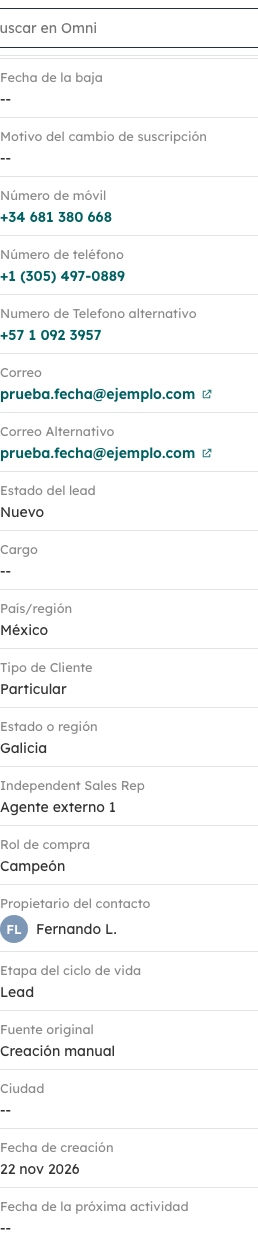 uscar en Omni
Fecha de la baja
--
Motivo del cambio de suscripción
--
Número de móvil
+34 681 380 668
Número de teléfono
+1 (305) 497-0889
Numero de Telefono alternativo
+57 1 092 3957
Correo
prueba.fecha@ejemplo.com
Correo Alternativo
prueba.fecha@ejemplo.com
Estado del lead
Nuevo
Cargo
--
País/región
México
Tipo de Cliente
Particular
Estado o región
Galicia
Independent Sales Rep
Agente externo 1
Rol de compra
Campeón
Propietario del contacto
FL Fernando L.
Etapa del ciclo de vida
Lead
Fuente original
Creación manual
Ciudad
--
Fecha de creación
22 nov 2026
Fecha de la próxima actividad
--